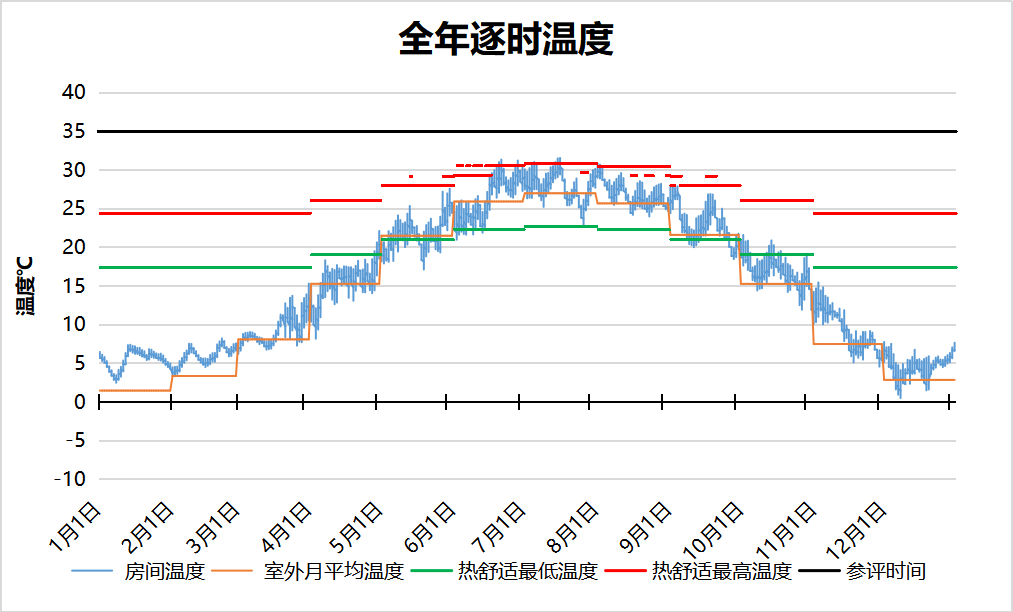 全年逐时温度
40
35
30
25
20
15
10
5
0
-5
-10
温度℃
1月1日
2月1日
3月1日
4月1日
5月1日
6月1日
7月1日
8月1日
9月1日
10月1日
11月1日
12月1日
房间温度 室外月平均温度 热舒适最低温度 热舒适最高温度 参评时间